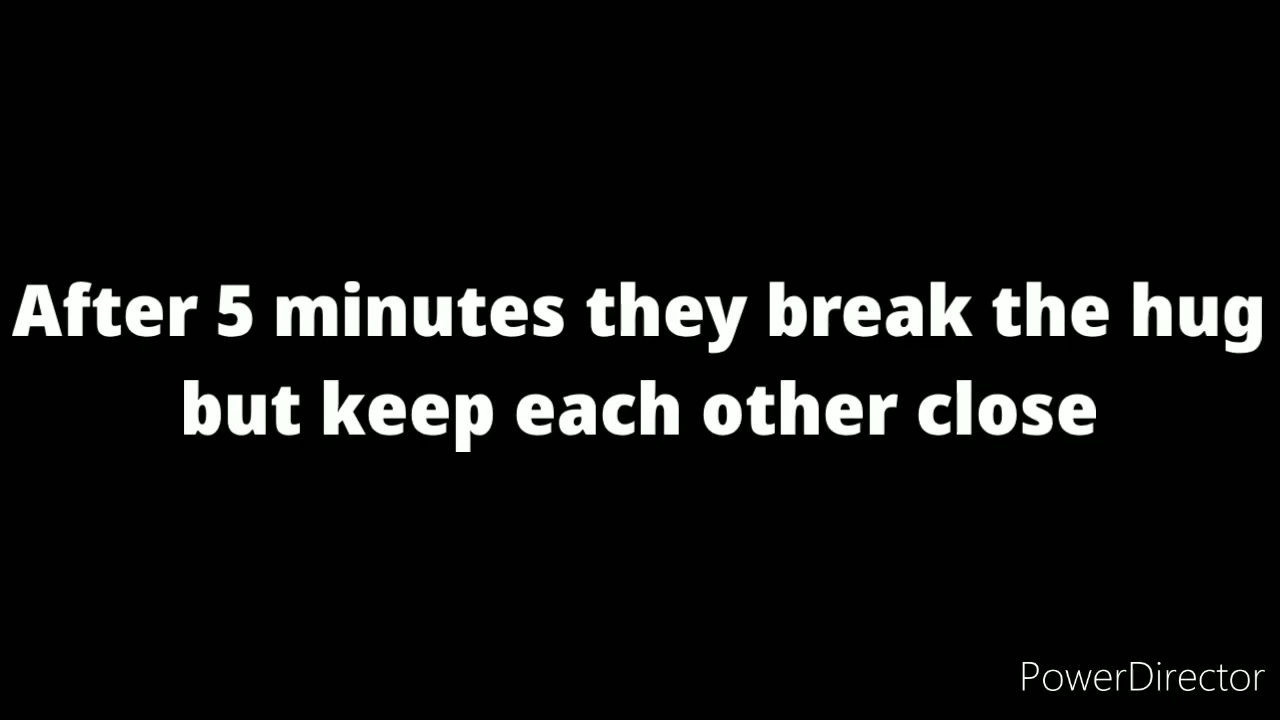 After 5 minutes they break the hug
but keep each other close
PowerDirector